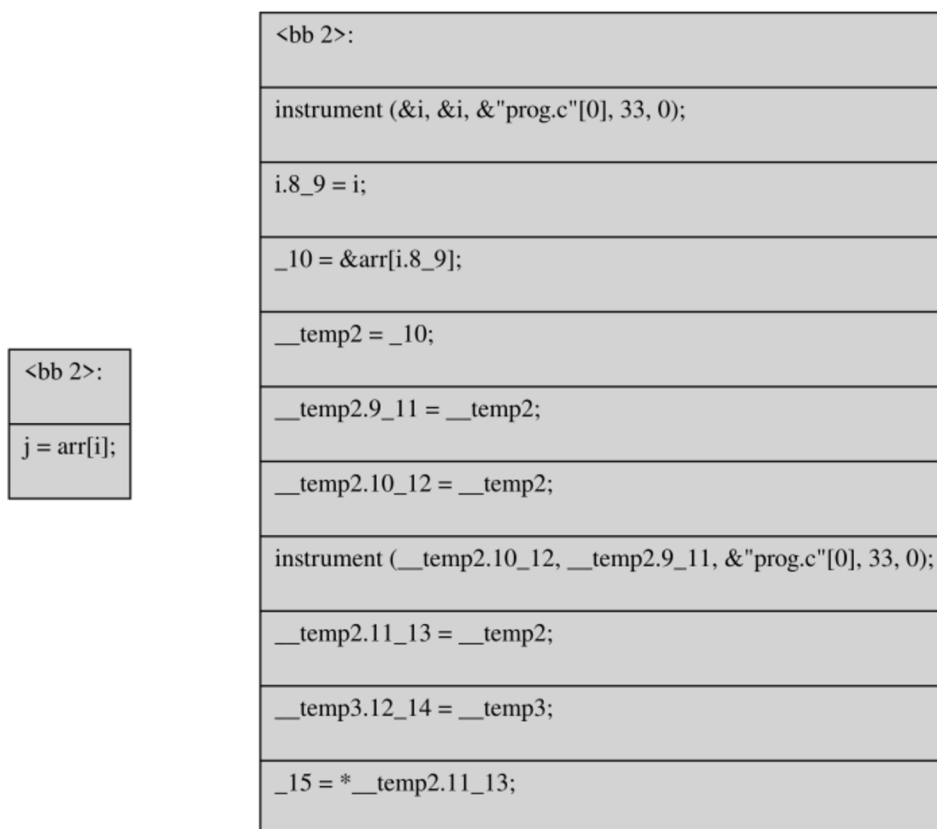 <bb 2>:
j = arr[i];
<bb 2>:
instrument (&i, &i, &"prog.c"[0], 33, 0);
i.8_9 = i;
_10 = &arr[i.8_9];
__temp2 = _10;
__temp2.9_11 = __temp2;
__temp2.10_12 = __temp2;
instrument (__temp2.10_12, __temp2.9_11, &"prog.c"[0], 33, 0);
__temp2.11_13 = __temp2;
__temp3.12_14 = __temp3;
_15 = *__temp2.11_13;